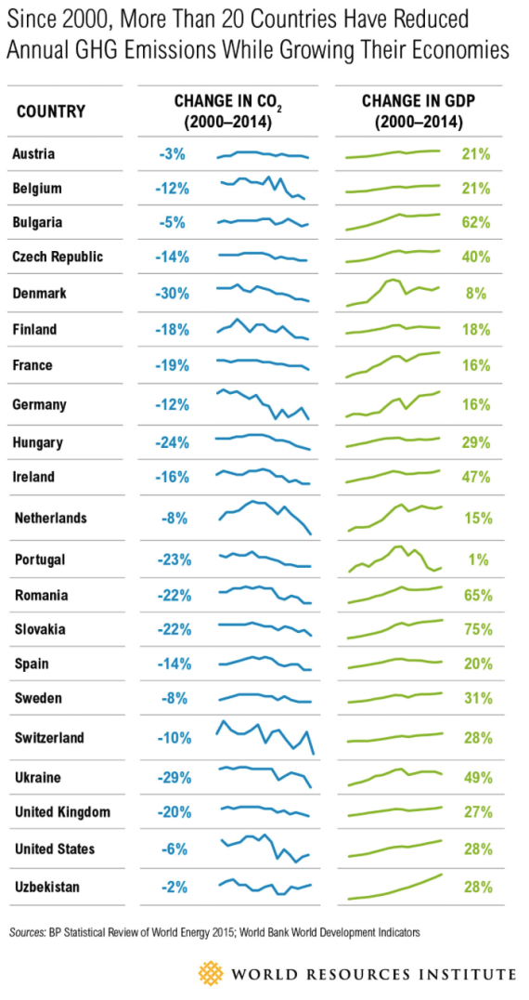 Since 2000, More Than 20 Countries Have Reduced
Annual GHG Emissions While Growing Their Economies
COUNTRY CHANGE IN CO2 (2000–2014) CHANGE IN GDP (2000–2014)
Austria -3% 21%
Belgium -12% 21%
Bulgaria -5% 62%
Czech Republic -14% 40%
Denmark -30% 8%
Finland -18% 18%
France -19% 16%
Germany -12% 16%
Hungary -24% 29%
Ireland -16% 47%
Netherlands -8% 15%
Portugal -23% 1%
Romania -22% 65%
Slovakia -22% 75%
Spain -14% 20%
Sweden -8% 31%
Switzerland -10% 28%
Ukraine -29% 49%
United Kingdom -20% 27%
United States -6% 28%
Uzbekistan -2% 28%
Sources: BP Statistical Review of World Energy 2015; World Bank World Development Indicators
WORLD RESOURCES INSTITUTE